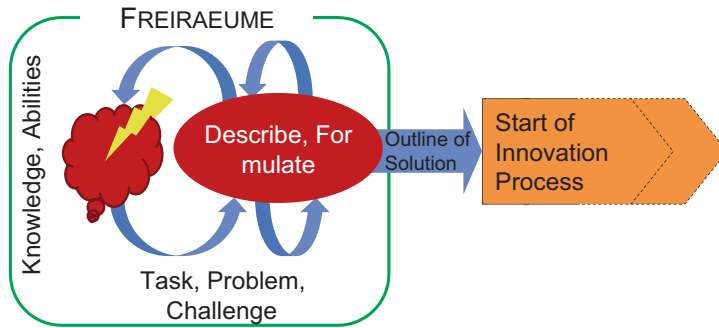 FREIRAEUME
Knowledge, Abilities
Describe, For
mulate
Outline of
Solution
Start of
Innovation
Process
Task, Problem,
Challenge